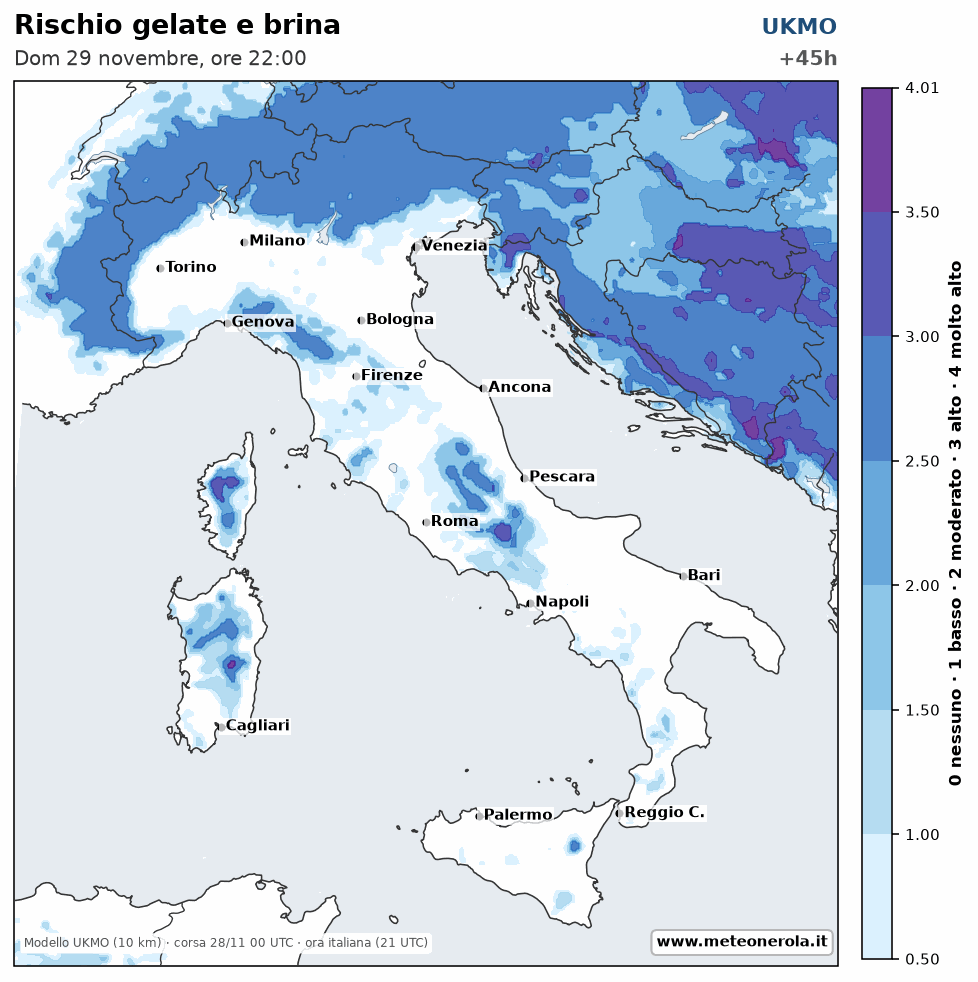 Rischio gelate e brina
UKMO
Dom 29 novembre, ore 22:00
+45h
4.01
3.50
3.00
2.50
2.00
1.50
1.00
0.50
0 nessuno · 1 basso · 2 moderato · 3 alto · 4 molto alto
Milano
Venezia
Torino
Genova
Bologna
Firenze
Ancona
Pescara
Roma
Bari
Napoli
Cagliari
Palermo
Reggio C.
Modello UKMO (10 km) · corsa 28/11 00 UTC · ora italiana (21 UTC)
www.meteonerola.it